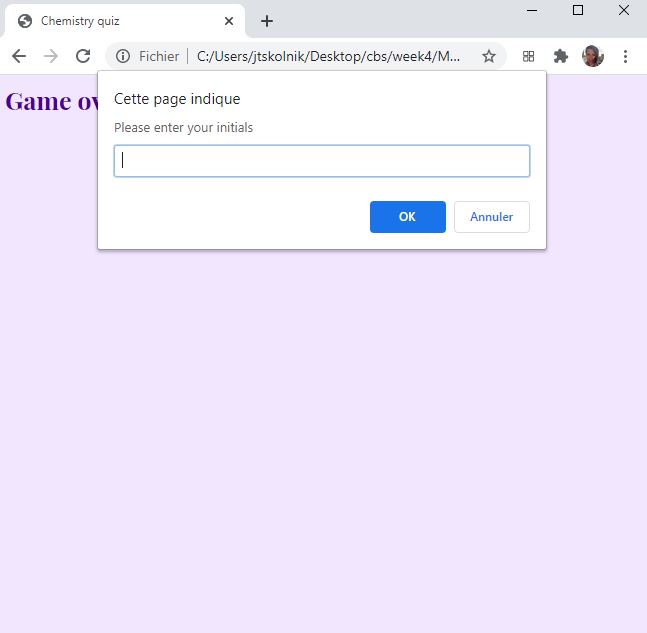 Chemistry quiz
Fichier C:/Users/jtskolnik/Desktop/cbs/week4/M...
Game ov
Cette page indique
Please enter your initials
OK Annuler